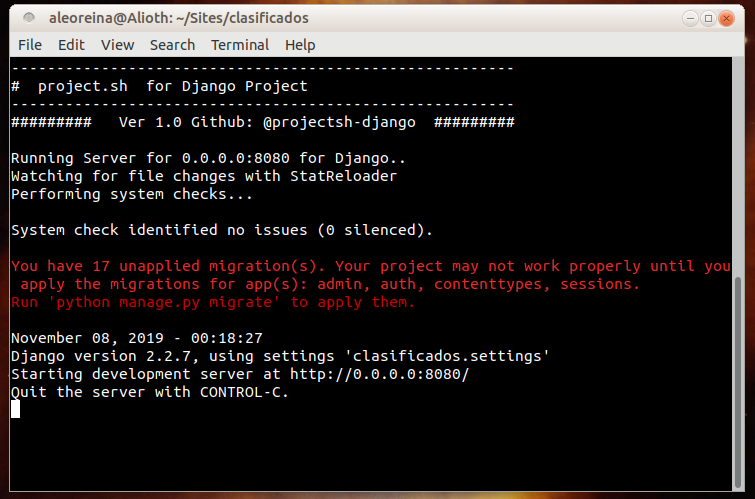 aleoreina@Alioth: ~/Sites/clasificados
File Edit View Search Terminal Help
--------------------------------------------------------
#  project.sh  for Django Project
--------------------------------------------------------
#########   Ver 1.0 Github: @projectsh-django  #########
Running Server for 0.0.0.0:8080 for Django..
Watching for file changes with StatReloader
Performing system checks...
System check identified no issues (0 silenced).
You have 17 unapplied migration(s). Your project may not work properly until you
 apply the migrations for app(s): admin, auth, contenttypes, sessions.
Run 'python manage.py migrate' to apply them.
November 08, 2019 - 00:18:27
Django version 2.2.7, using settings 'clasificados.settings'
Starting development server at http://0.0.0.0:8080/
Quit the server with CONTROL-C.